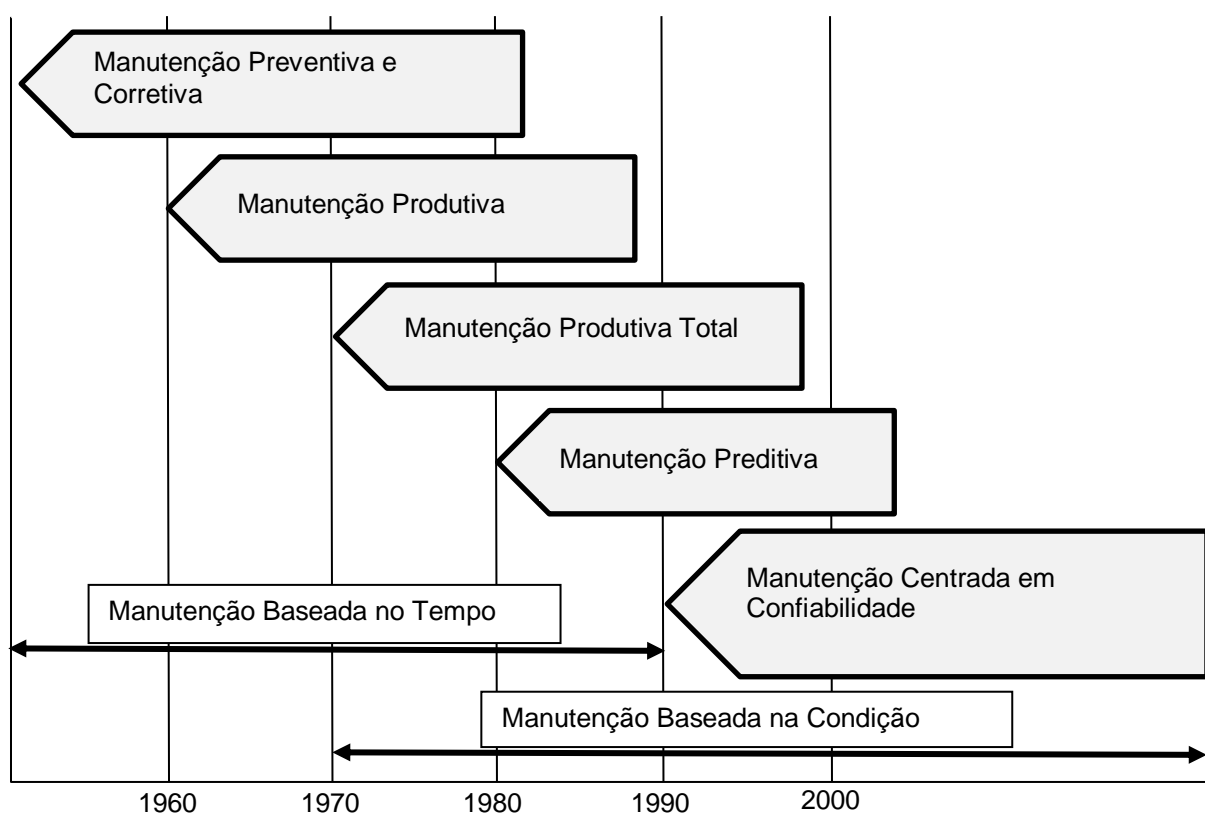 Manutenção Preventiva e
Corretiva
Manutenção Produtiva
Manutenção Produtiva Total
Manutenção Preditiva
Manutenção Centrada em
Confiabilidade
Manutenção Baseada no Tempo
Manutenção Baseada na Condição
1960 1970 1980 1990 2000